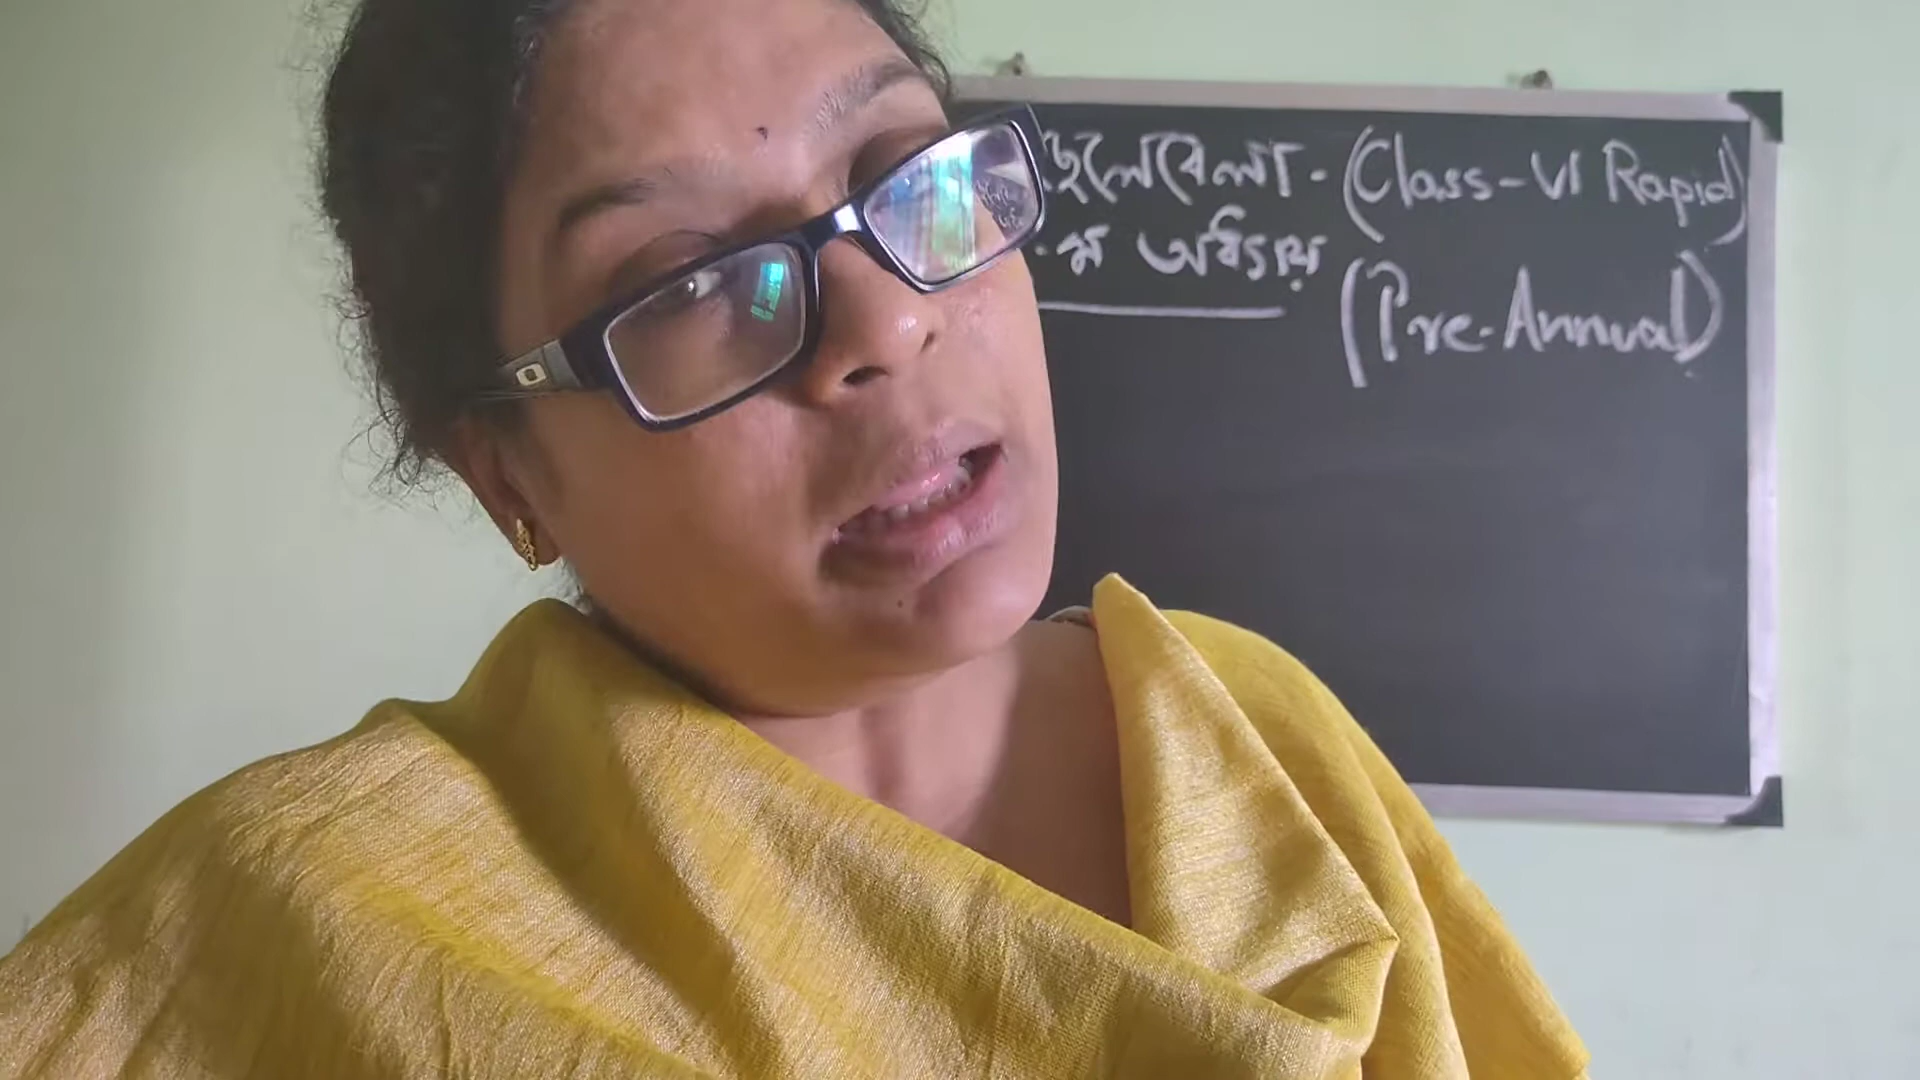 ছেলেবেলা - (Class-VI Rapid)
ম অধ্যায় (Pre-Annual)